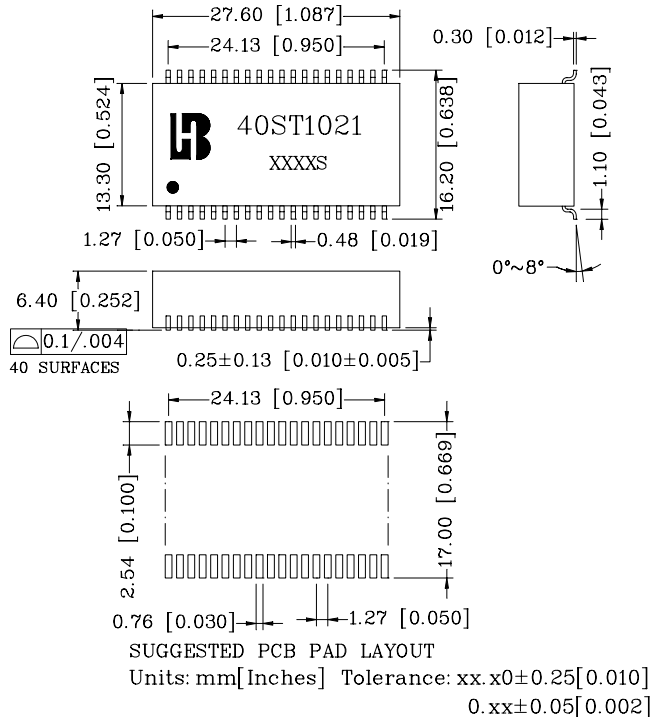 27.60 [1.087]
24.13 [0.950]
0.30 [0.012]
13.30 [0.524]
40ST1021
XXXXS
16.20 [0.638]
1.10 [0.043]
1.27 [0.050]
0.48 [0.019]
0°~8°
6.40 [0.252]
0.1/.004
40 SURFACES
0.25±0.13 [0.010±0.005]
24.13 [0.950]
2.54 [0.100]
17.00 [0.669]
0.76 [0.030]
1.27 [0.050]
SUGGESTED PCB PAD LAYOUT
Units: mm[Inches] Tolerance: xx.x0±0.25[0.010]
0.xx±0.05[0.002]